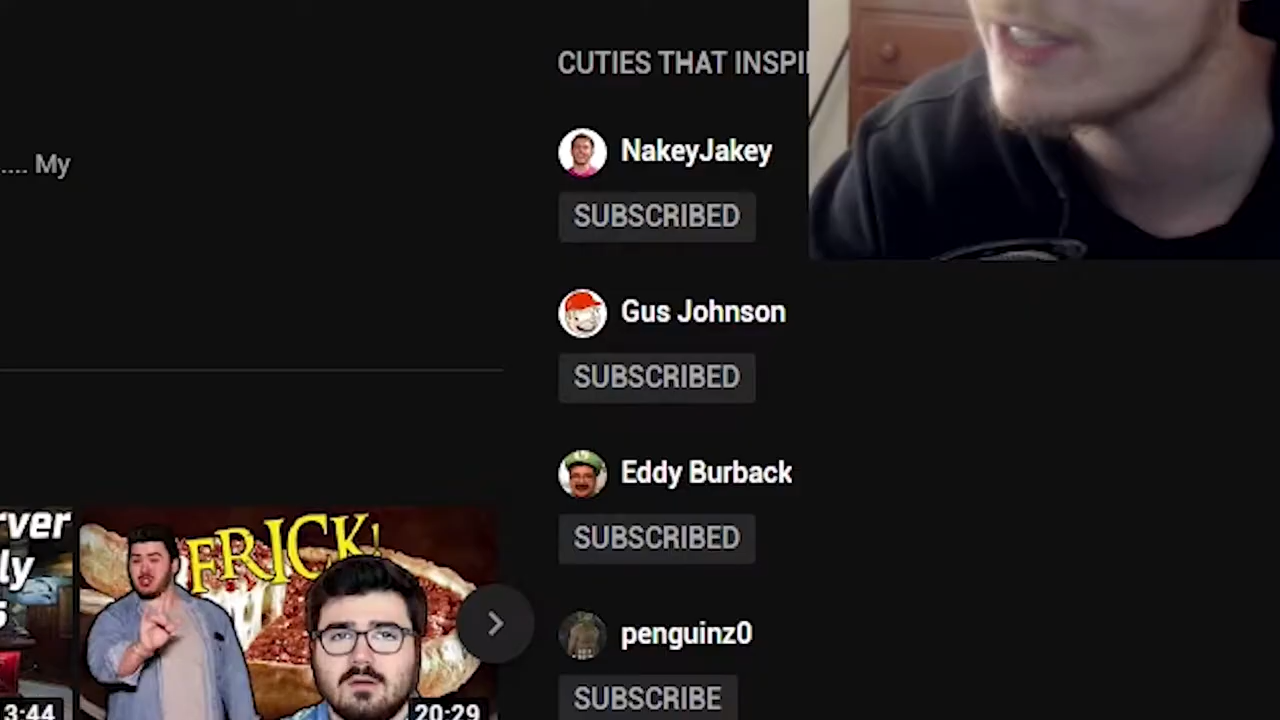 CUTIES THAT INSPI
.... My
NakeyJakey
SUBSCRIBED
Gus Johnson
SUBSCRIBED
Eddy Burback
SUBSCRIBED
rver
ly
FRICK!
3:44
20:29
penguinz0
SUBSCRIBE